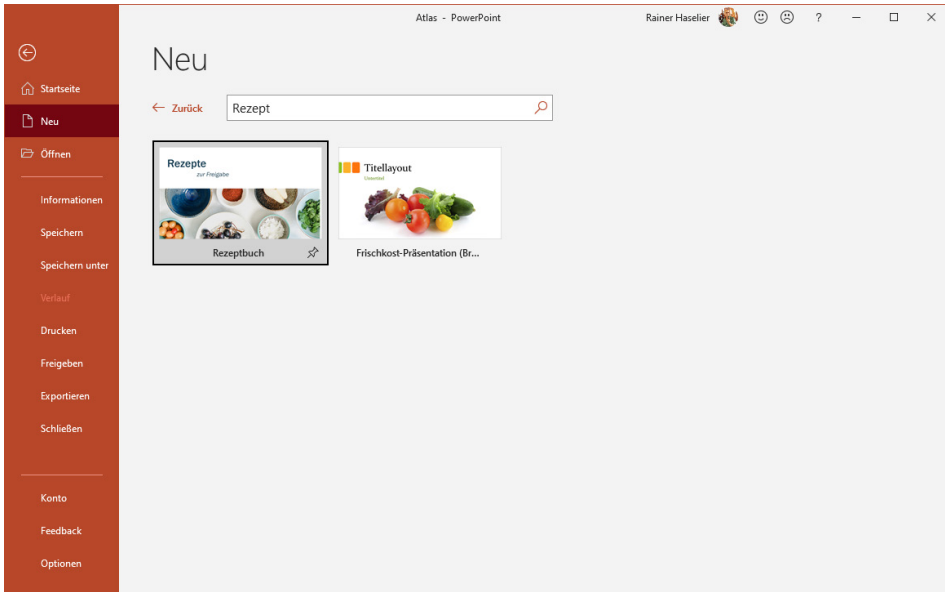 Atlas - PowerPoint
Rainer Haselier
?
Startseite
Neu
Öffnen
Informationen
Speichern
Speichern unter
Verlauf
Drucken
Freigeben
Exportieren
Schließen
Konto
Feedback
Optionen
Neu
Zurück
Rezept
Rezepte
zur Freigabe
Rezeptbuch
Titellayout
Untertitel
Frischkost-Präsentation (Br...